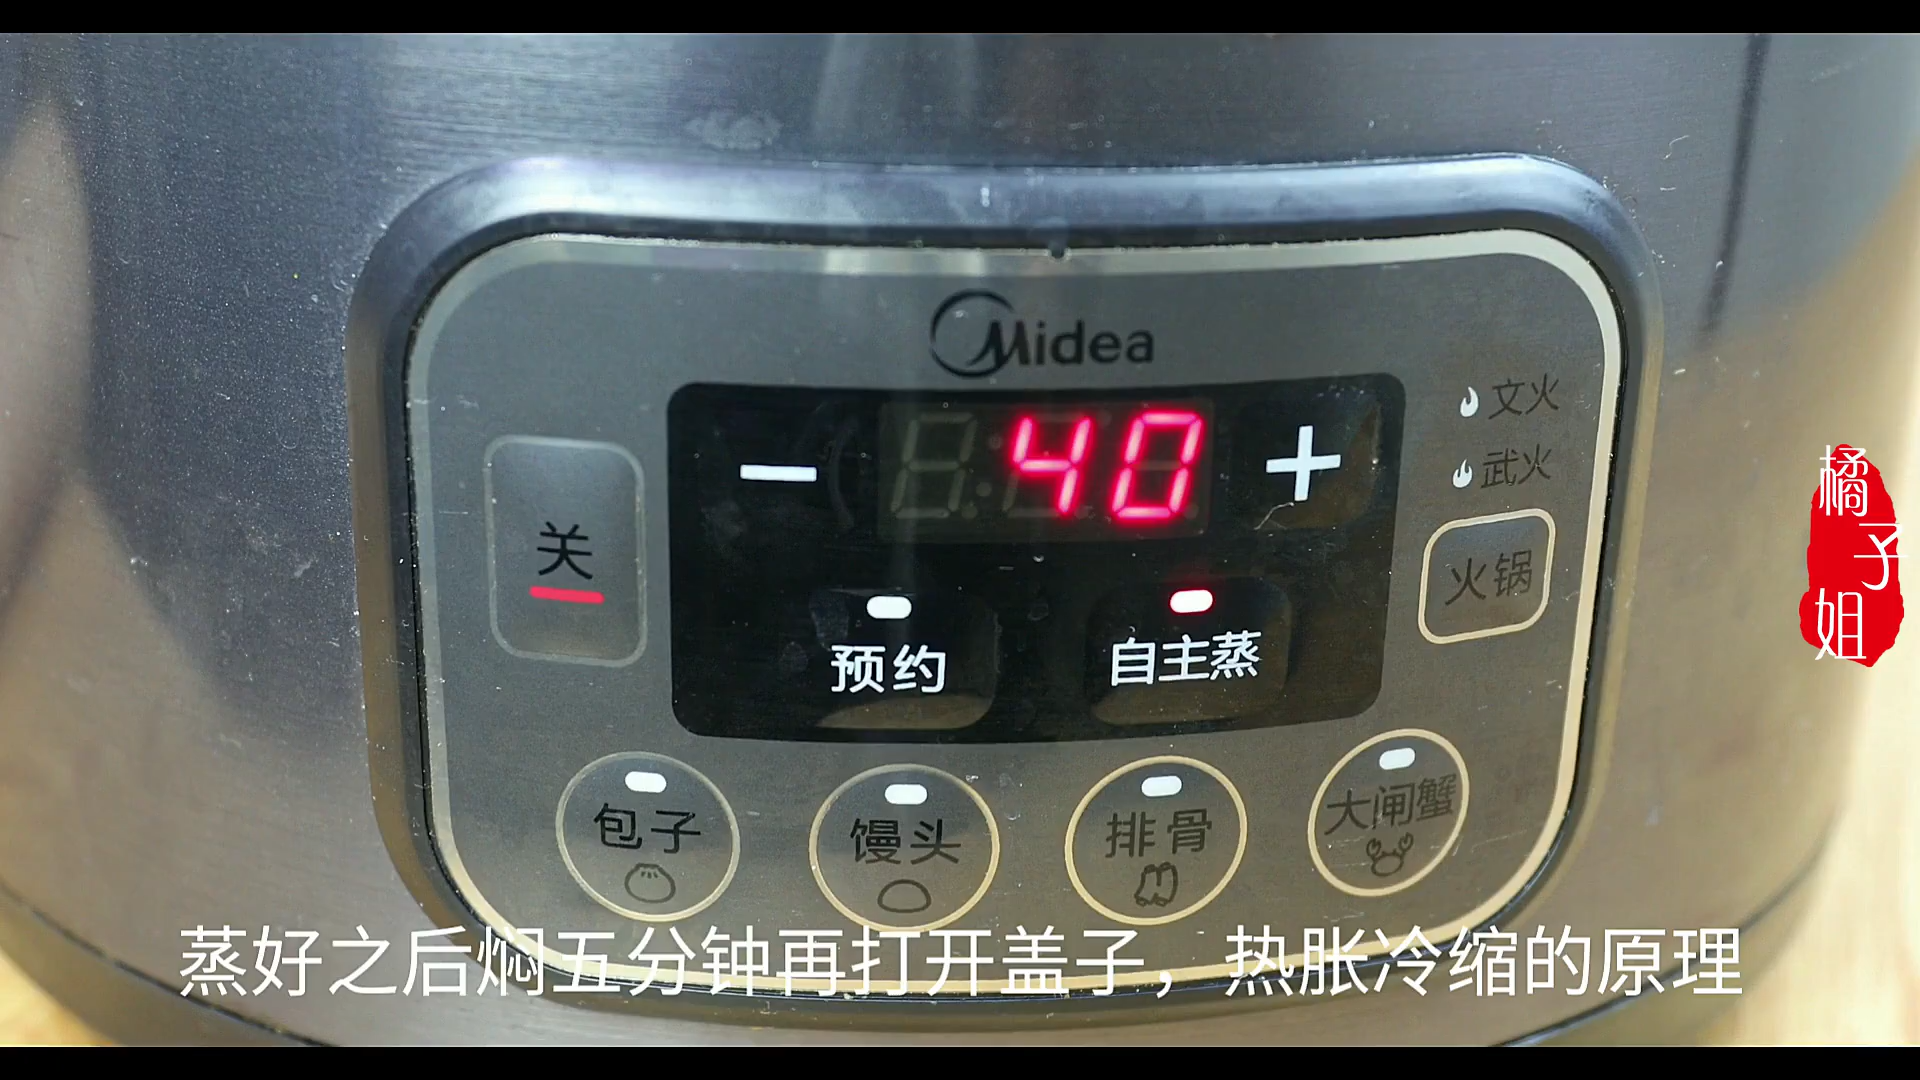 Midea
文火
40
武火
关
火锅
预约
自主蒸
包子
馒头
排骨
大闸蟹
橘子姐
蒸好之后焖五分钟再打开盖子，热胀冷缩的原理